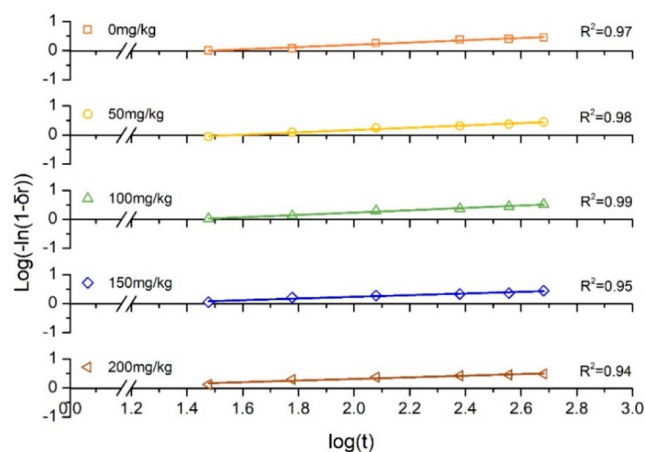 1
0
-1
0mg/kg
R²=0.97
1
0
-1
50mg/kg
R²=0.98
1
0
-1
100mg/kg
R²=0.99
1
0
-1
150mg/kg
R²=0.95
1
0
-1
200mg/kg
R²=0.94
Log(-ln(1-δr))
0.0 1.2 1.4 1.6 1.8 2.0 2.2 2.4 2.6 2.8 3.0
log(t)